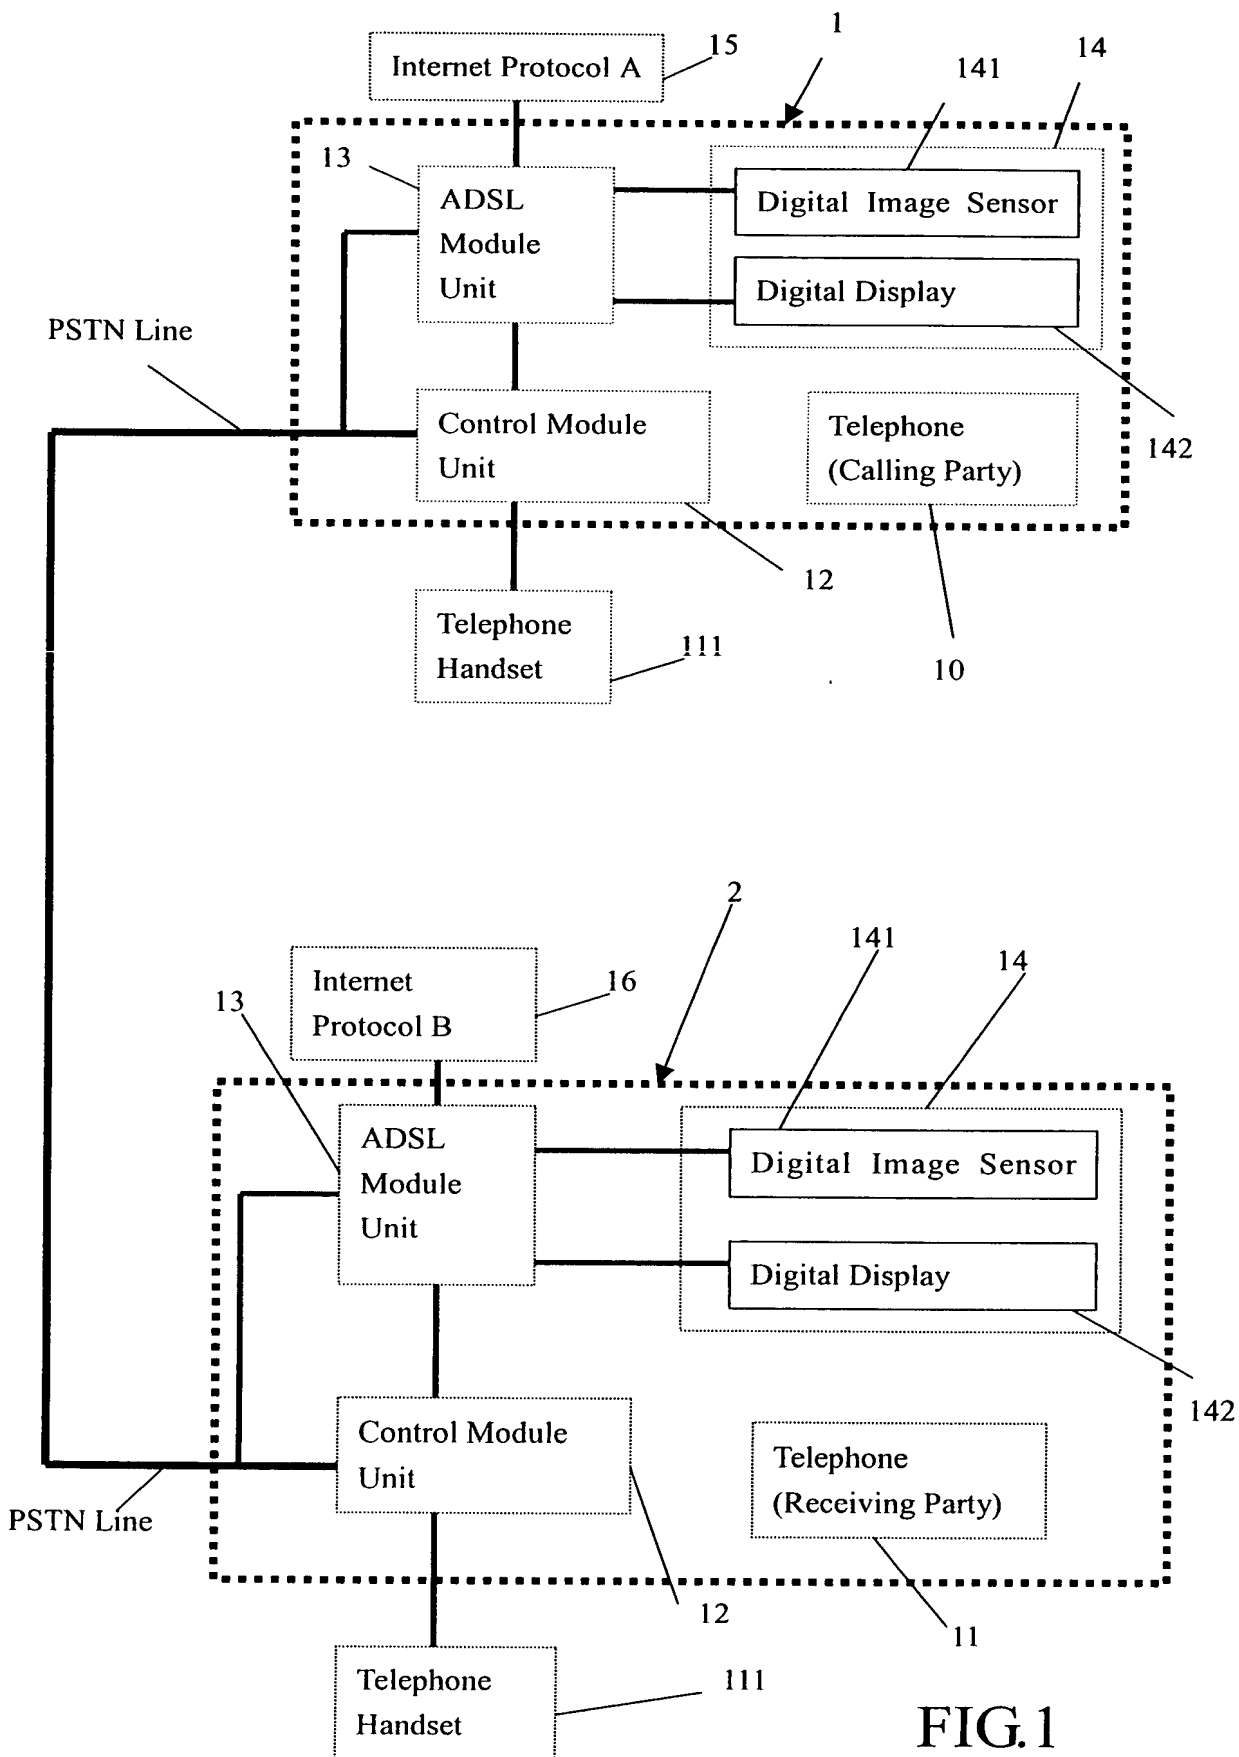 1
15
14
Internet Protocol A
141
13
ADSL
Module
Unit
Digital Image Sensor
Digital Display
PSTN Line
Control Module
Unit
Telephone
(Calling Party)
142
12
Telephone
Handset
111
10
2
141
14
Internet
Protocol B
16
13
ADSL
Module
Unit
Digital Image Sensor
Digital Display
142
Control Module
Unit
Telephone
(Receiving Party)
PSTN Line
12
11
Telephone
Handset
111
FIG.1